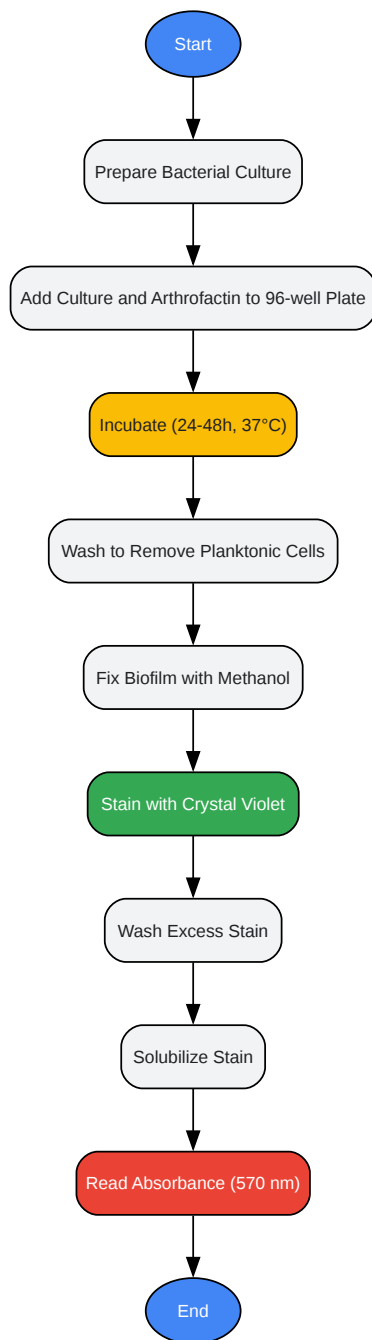 Start
Prepare Bacterial Culture
Add Culture and Arthrofactin to 96-well Plate
Incubate (24-48h, 37°C)
Wash to Remove Planktonic Cells
Fix Biofilm with Methanol
Stain with Crystal Violet
Wash Excess Stain
Solubilize Stain
Read Absorbance (570 nm)
End